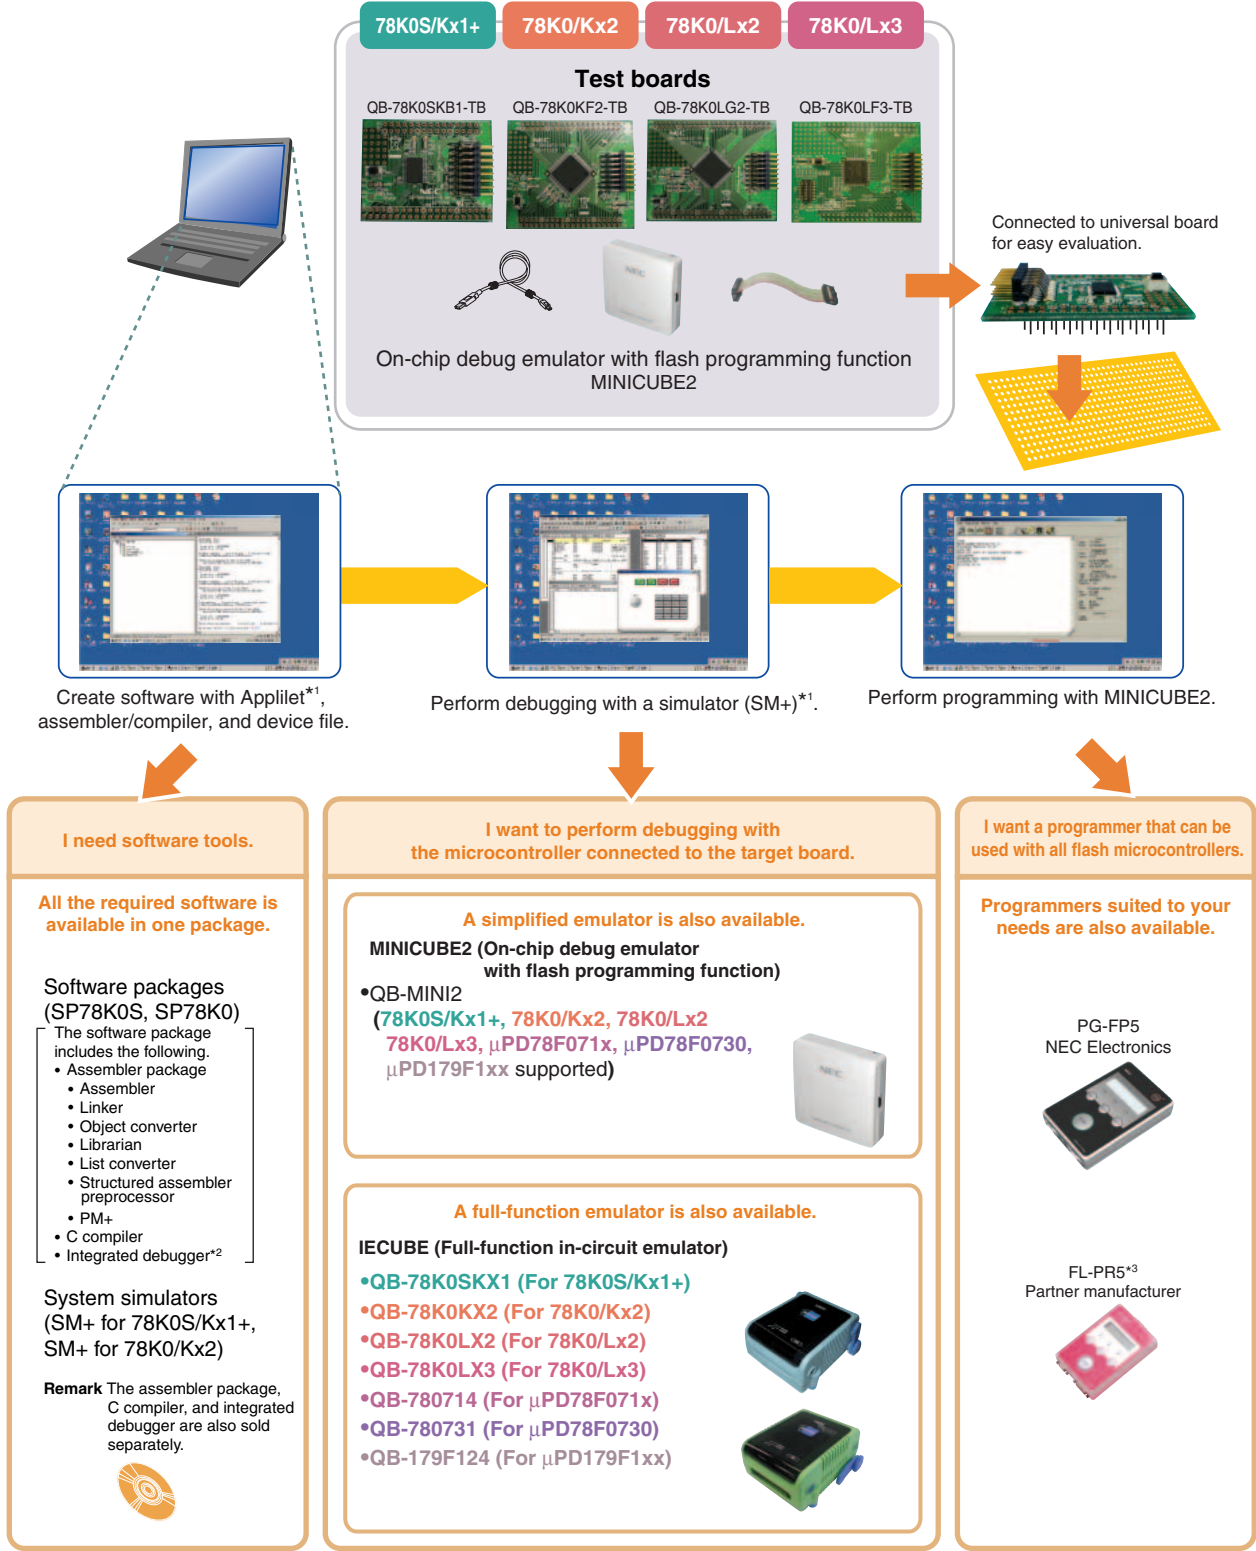 78K0S/Kx1+
78K0/Kx2
78K0/Lx2
78K0/Lx3
Test boards
QB-78K0SKB1-TB
QB-78K0KF2-TB
QB-78K0LG2-TB
QB-78K0LF3-TB
NEC
On-chip debug emulator with flash programming function
MINICUBE2
Connected to universal board
for easy evaluation.
Create software with Applilet*1,
assembler/compiler, and device file.
Perform debugging with a simulator (SM+)*1.
Perform programming with MINICUBE2.
I need software tools.
All the required software is
available in one package.
Software packages
(SP78K0S, SP78K0)
The software package
includes the following.
• Assembler package
• Assembler
• Linker
• Object converter
• Librarian
• List converter
• Structured assembler
preprocessor
• PM+
• C compiler
• Integrated debugger*2
System simulators
(SM+ for 78K0S/Kx1+,
SM+ for 78K0/Kx2)
Remark The assembler package,
C compiler, and integrated
debugger are also sold
separately.
I want to perform debugging with
the microcontroller connected to the target board.
A simplified emulator is also available.
MINICUBE2 (On-chip debug emulator
with flash programming function)
•QB-MINI2
(78K0S/Kx1+, 78K0/Kx2, 78K0/Lx2
78K0/Lx3, μPD78F071x, μPD78F0730,
μPD179F1xx supported)
NEC
A full-function emulator is also available.
IECUBE (Full-function in-circuit emulator)
•QB-78K0SKX1 (For 78K0S/Kx1+)
•QB-78K0KX2 (For 78K0/Kx2)
•QB-78K0LX2 (For 78K0/Lx2)
•QB-78K0LX3 (For 78K0/Lx3)
•QB-780714 (For μPD78F071x)
•QB-780731 (For μPD78F0730)
•QB-179F124 (For μPD179F1xx)
I want a programmer that can be
used with all flash microcontrollers.
Programmers suited to your
needs are also available.
PG-FP5
NEC Electronics
FL-PR5*3
Partner manufacturer